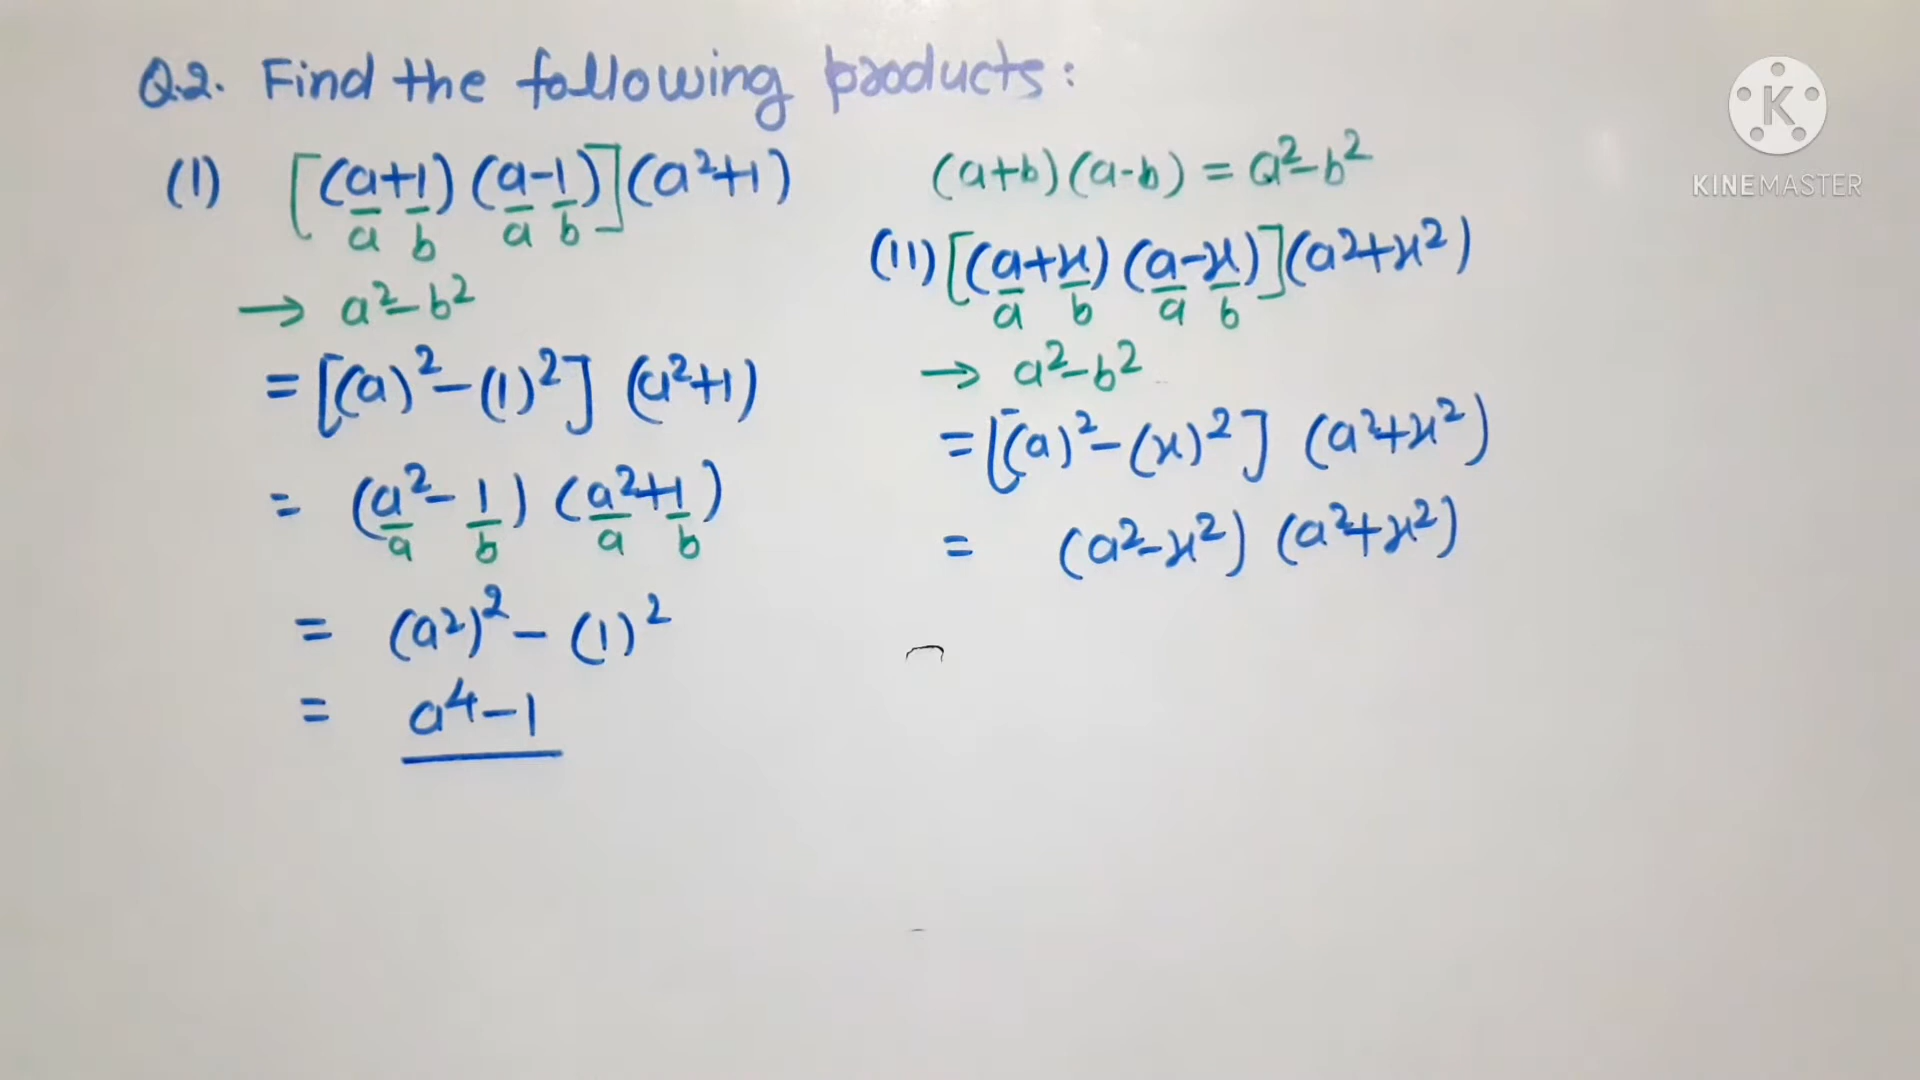 Q.2. Find the following products:
(1) [(a+1) (a-1)](a²+1)
a b a b
→ a²-b²
= [(a)²-(1)²] (a²+1)
= (a²-1) (a²+1)
a b a b
= (a²)² - (1)²
= a⁴-1
(a+b)(a-b) = a²-b²
(11) [(a+x) (a-x)](a²+x²)
a b a b
→ a²-b²
= [(a)²-(x)²] (a²+x²)
= (a²-x²) (a²+x²)
K
KINEMASTER